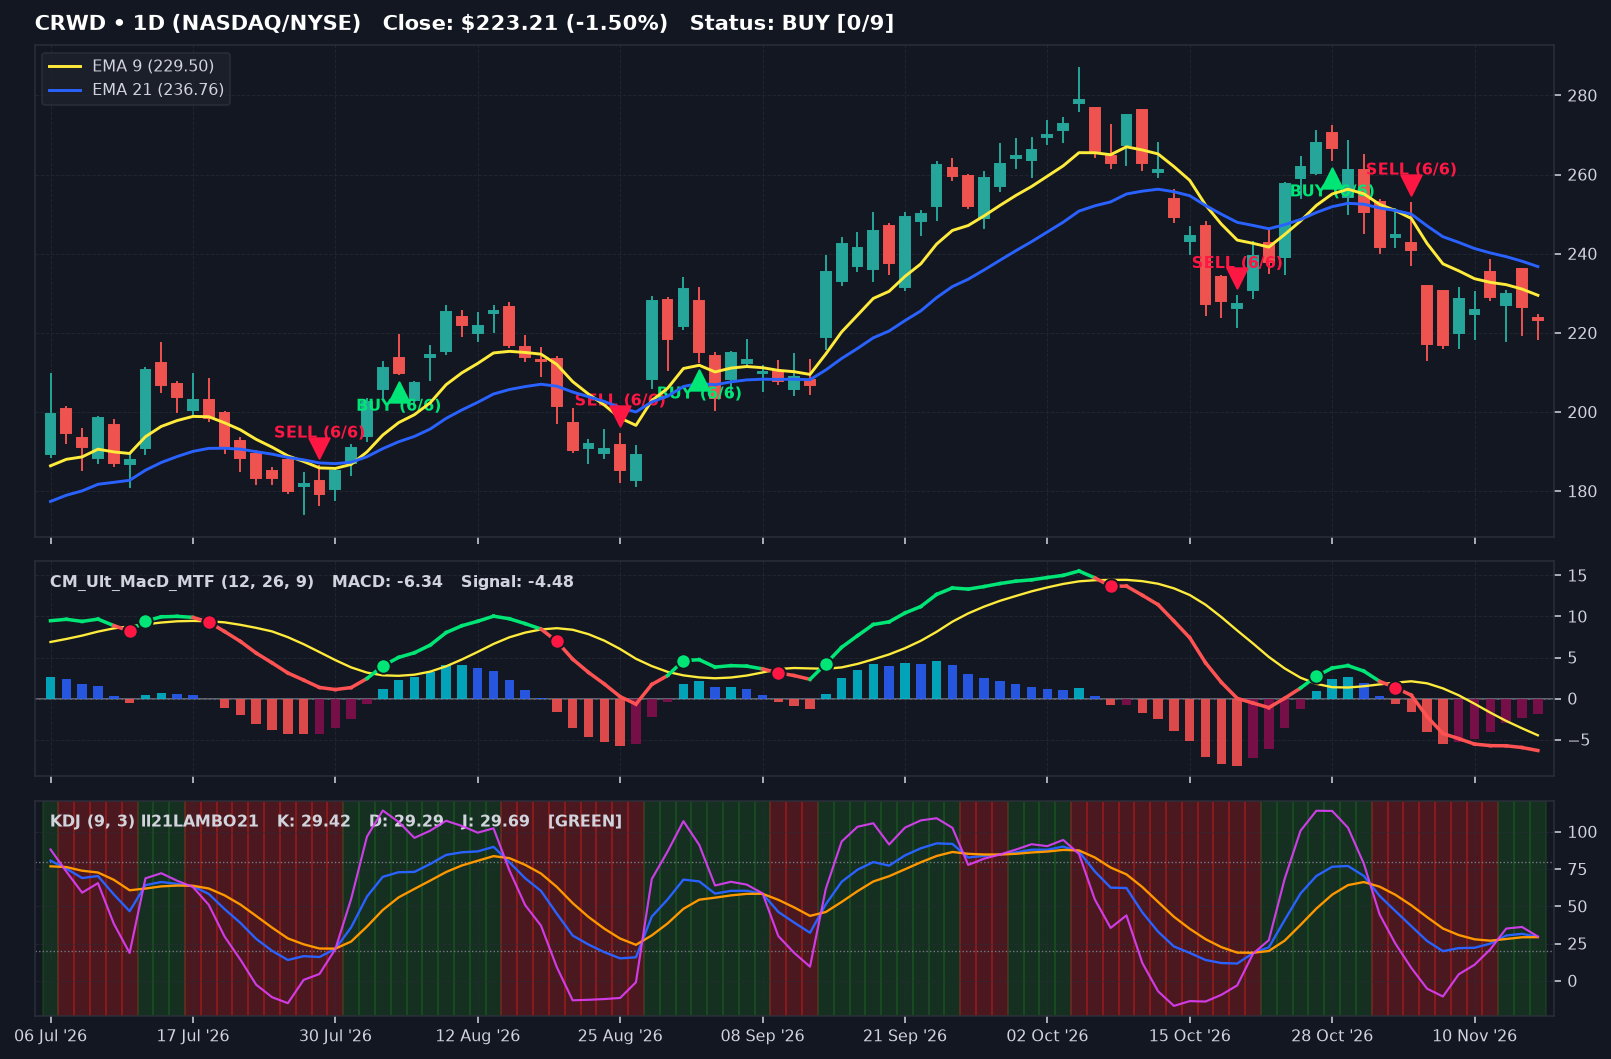 CRWD • 1D (NASDAQ/NYSE)   Close: $223.21 (-1.50%)   Status: BUY [0/9]
EMA 9 (229.50)
EMA 21 (236.76)
280
260
240
220
200
180
SELL (6/6)
BUY (6/6)
SELL (6/6)
BUY (6/6)
SELL (6/6)
BUY (6/6)
SELL (6/6)
CM_Ult_MacD_MTF (12, 26, 9)   MACD: -6.34   Signal: -4.48
15
10
5
0
−5
KDJ (9, 3) ll21LAMBO21   K: 29.42   D: 29.29   J: 29.69   [GREEN]
100
75
50
25
0
06 Jul '26
17 Jul '26
30 Jul '26
12 Aug '26
25 Aug '26
08 Sep '26
21 Sep '26
02 Oct '26
15 Oct '26
28 Oct '26
10 Nov '26